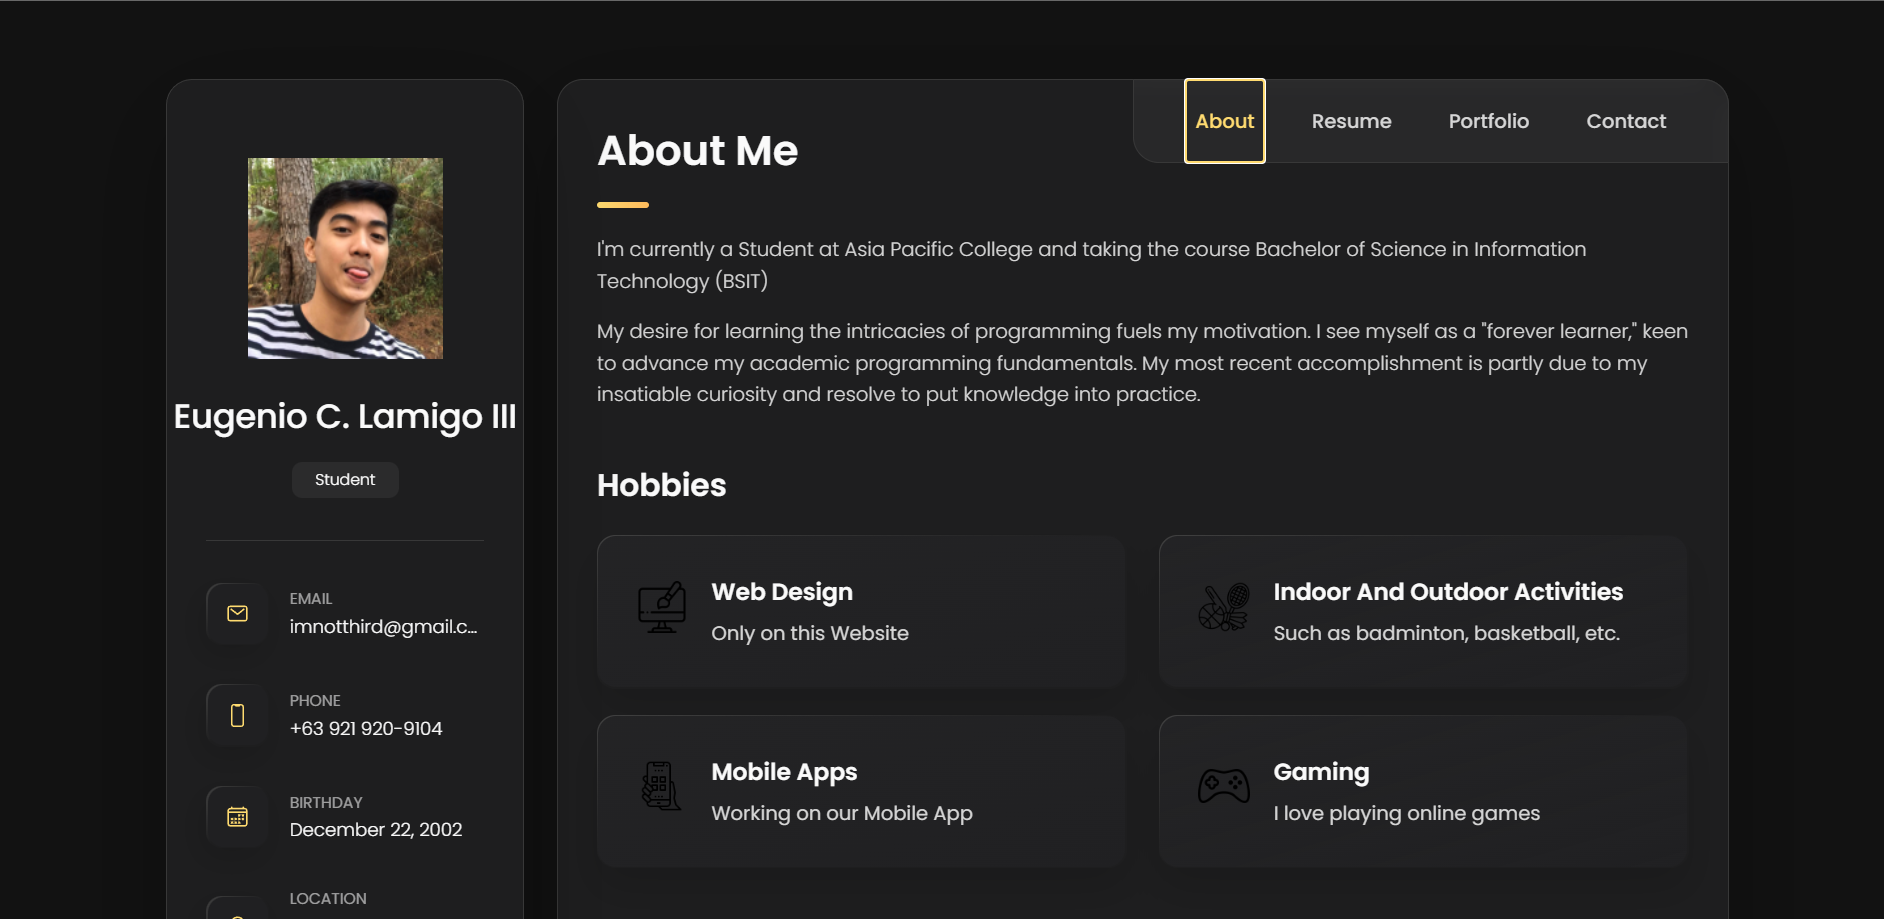 About
Resume
Portfolio
Contact
About Me
I'm currently a Student at Asia Pacific College and taking the course Bachelor of Science in Information
Technology (BSIT)
My desire for learning the intricacies of programming fuels my motivation. I see myself as a "forever learner," keen
to advance my academic programming fundamentals. My most recent accomplishment is partly due to my
insatiable curiosity and resolve to put knowledge into practice.
Eugenio C. Lamigo III
Student
EMAIL
imnotthird@gmail.c...
PHONE
+63 921 920-9104
BIRTHDAY
December 22, 2002
LOCATION
Hobbies
Web Design
Only on this Website
Indoor And Outdoor Activities
Such as badminton, basketball, etc.
Mobile Apps
Working on our Mobile App
Gaming
I love playing online games